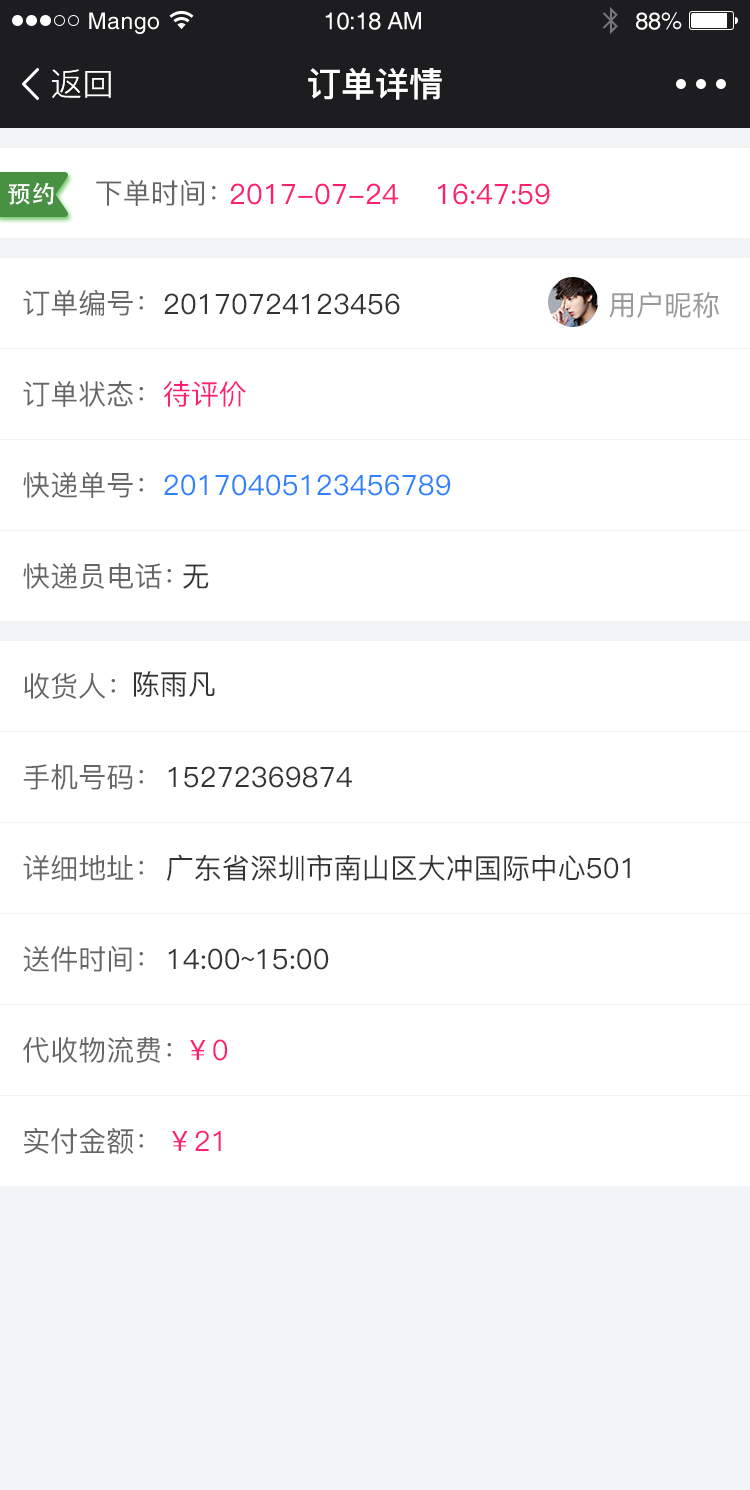 Mango 10:18 AM 88%
返回 订单详情
预约 下单时间：2017-07-24 16:47:59
订单编号：20170724123456 用户昵称
订单状态：待评价
快递单号：20170405123456789
快递员电话：无
收货人：陈雨凡
手机号码：15272369874
详细地址：广东省深圳市南山区大冲国际中心501
送件时间：14:00~15:00
代收物流费：¥0
实付金额：¥21